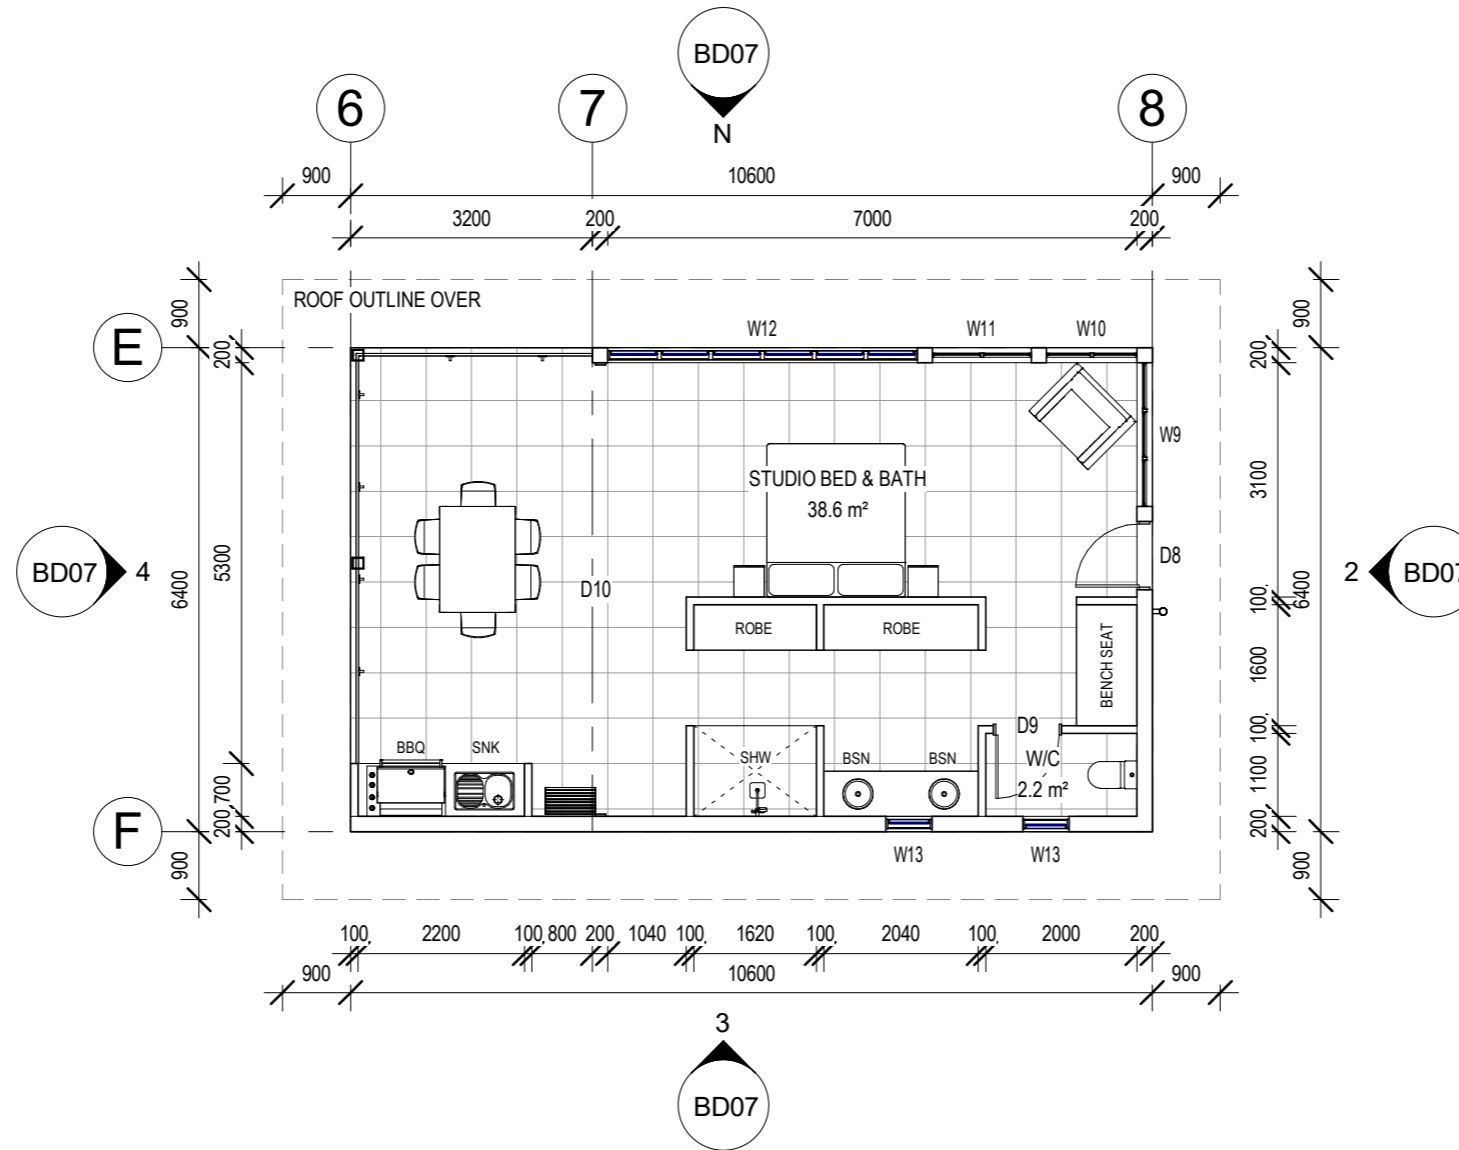 BD07
N
6
7
8
900
10600
900
3200
200
7000
200
ROOF OUTLINE OVER
W12
W11
W10
E
900
200
5300
6400
700
200
900
900
200
3100
100
6400
1600
100
1100
200
900
W9
STUDIO BED & BATH
38.6 m²
BD07
4
D10
D8
2
BD07
ROBE
ROBE
BENCH SEAT
D9
BBQ
SNK
SHW
BSN
BSN
W/C
2.2 m²
F
W13
W13
100
2200
100
800
200
1040
100
1620
100
2040
100
2000
200
900
10600
900
3
BD07